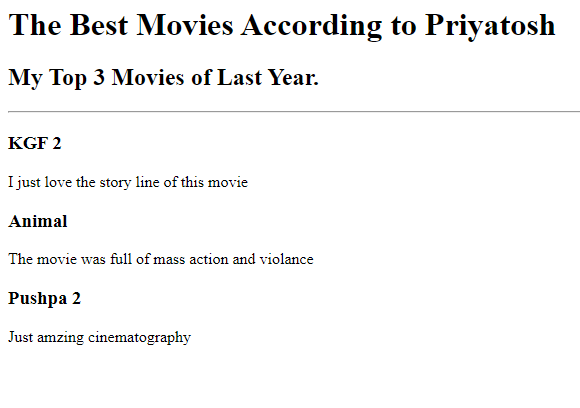 The Best Movies According to Priyatosh
My Top 3 Movies of Last Year.
KGF 2
I just love the story line of this movie
Animal
The movie was full of mass action and violance
Pushpa 2
Just amzing cinematography